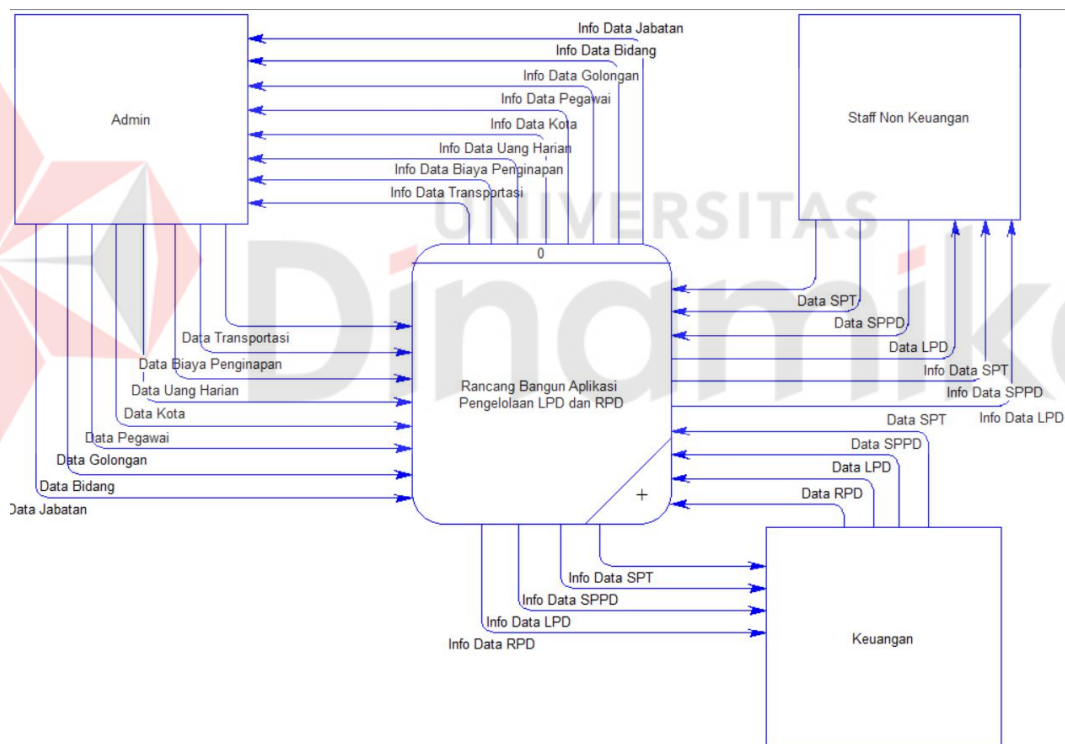 Info Data Jabatan
Info Data Bidang
Info Data Golongan
Info Data Pegawai
Info Data Kota
Info Data Uang Harian
Info Data Biaya Penginapan
Info Data Transportasi
Admin
Staff Non Keuangan
UNIVERSITAS
Dinamika
0
Rancang Bangun Aplikasi
Pengelolaan LPD dan RPD
+
Data Transportasi
Data Biaya Penginapan
Data Uang Harian
Data Kota
Data Pegawai
Data Golongan
Data Bidang
Data Jabatan
Data SPT
Data SPPD
Data LPD
Info Data SPT
Info Data SPPD
Info Data LPD
Data SPT
Data SPPD
Data LPD
Data RPD
Info Data SPT
Info Data SPPD
Info Data LPD
Info Data RPD
Keuangan